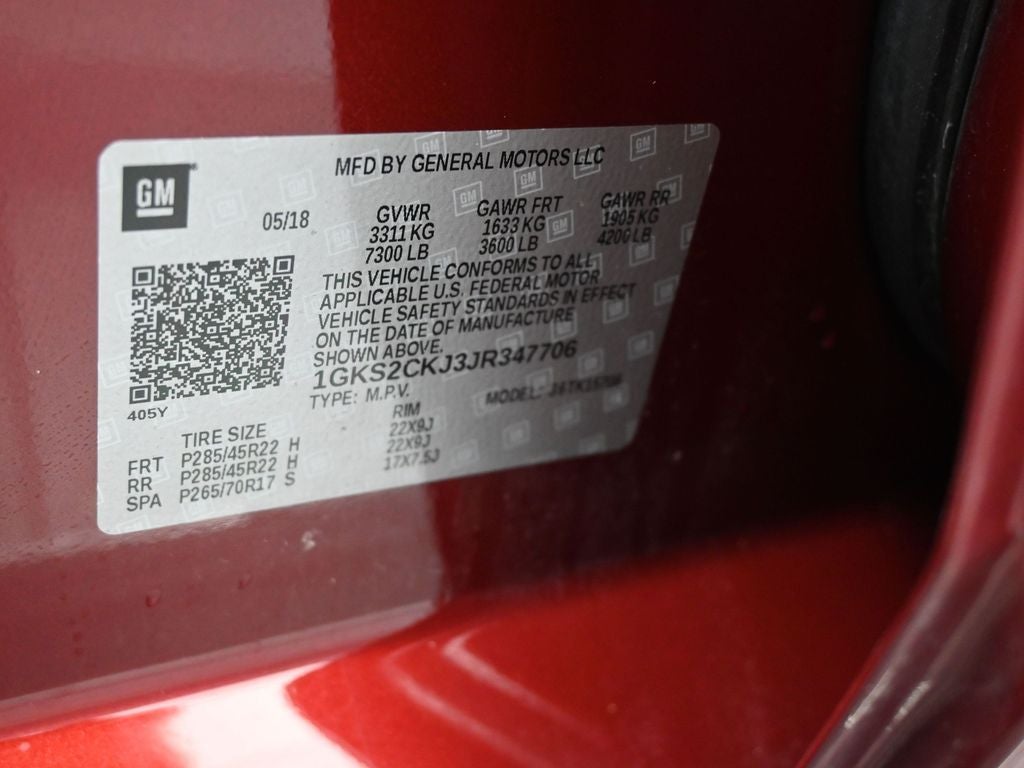 GM
MFD BY GENERAL MOTORS LLC
05/18
GVWR GAWR FRT GAWR RR
3311 KG 1633 KG 1905 KG
7300 LB 3600 LB 4200 LB
THIS VEHICLE CONFORMS TO ALL
APPLICABLE U.S. FEDERAL MOTOR
VEHICLE SAFETY STANDARDS IN EFFECT
ON THE DATE OF MANUFACTURE
SHOWN ABOVE.
1GKS2CKJ3JR347706
TYPE: M.P.V. MODEL:
405Y
TIRE SIZE RIM
FRT P285/45R22 H 22X9J
RR P285/45R22 H 22X9J
SPA P265/70R17 S 17X7.5J